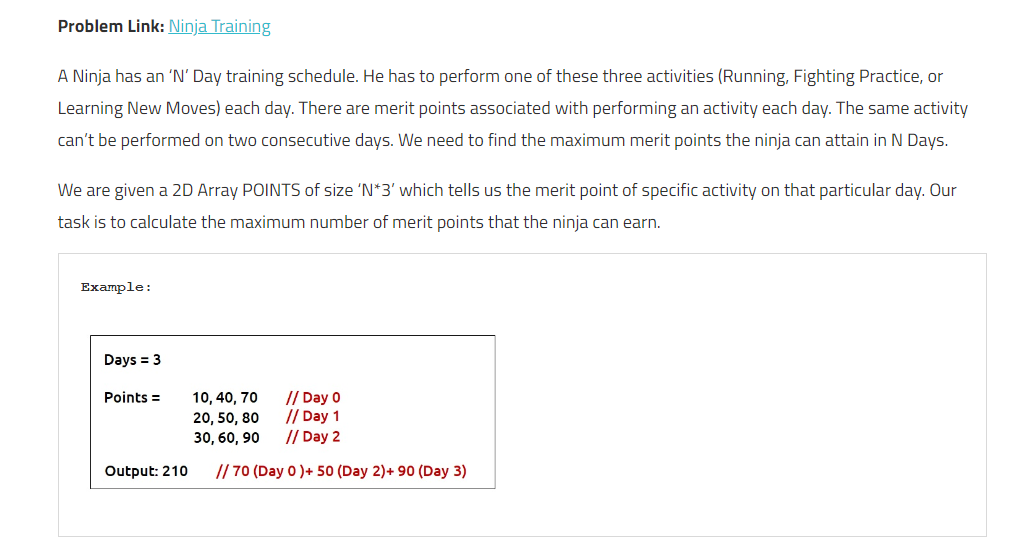 Problem Link: Ninja Training
A Ninja has an ‘N’ Day training schedule. He has to perform one of these three activities (Running, Fighting Practice, or
Learning New Moves) each day. There are merit points associated with performing an activity each day. The same activity
can’t be performed on two consecutive days. We need to find the maximum merit points the ninja can attain in N Days.
We are given a 2D Array POINTS of size ‘N*3’ which tells us the merit point of specific activity on that particular day. Our
task is to calculate the maximum number of merit points that the ninja can earn.
Example:
Days = 3
Points = 10, 40, 70 // Day 0
20, 50, 80 // Day 1
30, 60, 90 // Day 2
Output: 210 // 70 (Day 0 )+ 50 (Day 2)+ 90 (Day 3)